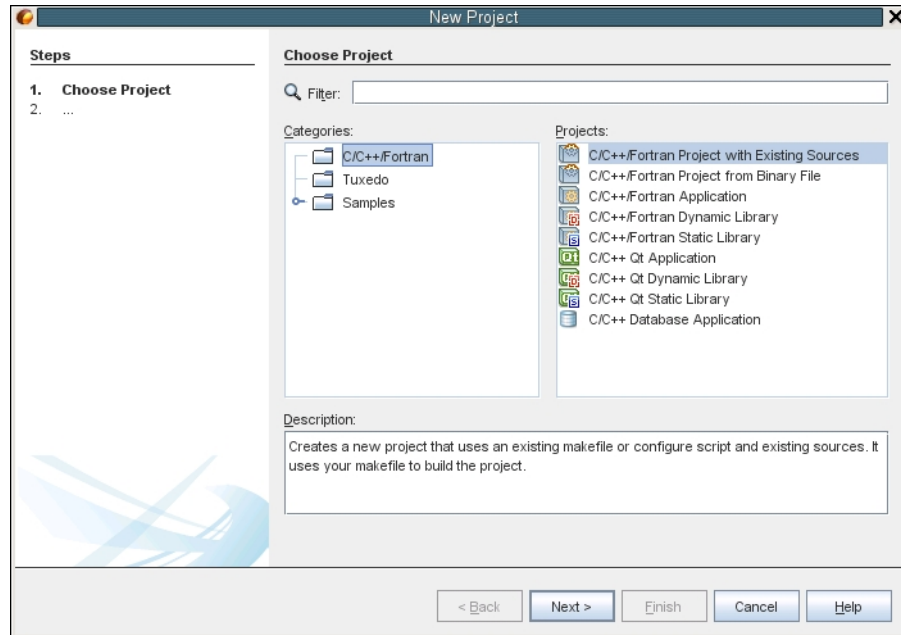 New Project
Steps
1. Choose Project
2. ...
Choose Project
Filter:
Categories:
C/C++/Fortran
Tuxedo
Samples
Projects:
C/C++/Fortran Project with Existing Sources
C/C++/Fortran Project from Binary File
C/C++/Fortran Application
C/C++/Fortran Dynamic Library
C/C++/Fortran Static Library
C/C++ Qt Application
C/C++ Qt Dynamic Library
C/C++ Qt Static Library
C/C++ Database Application
Description:
Creates a new project that uses an existing makefile or configure script and existing sources. It
uses your makefile to build the project.
< Back Next > Finish Cancel Help